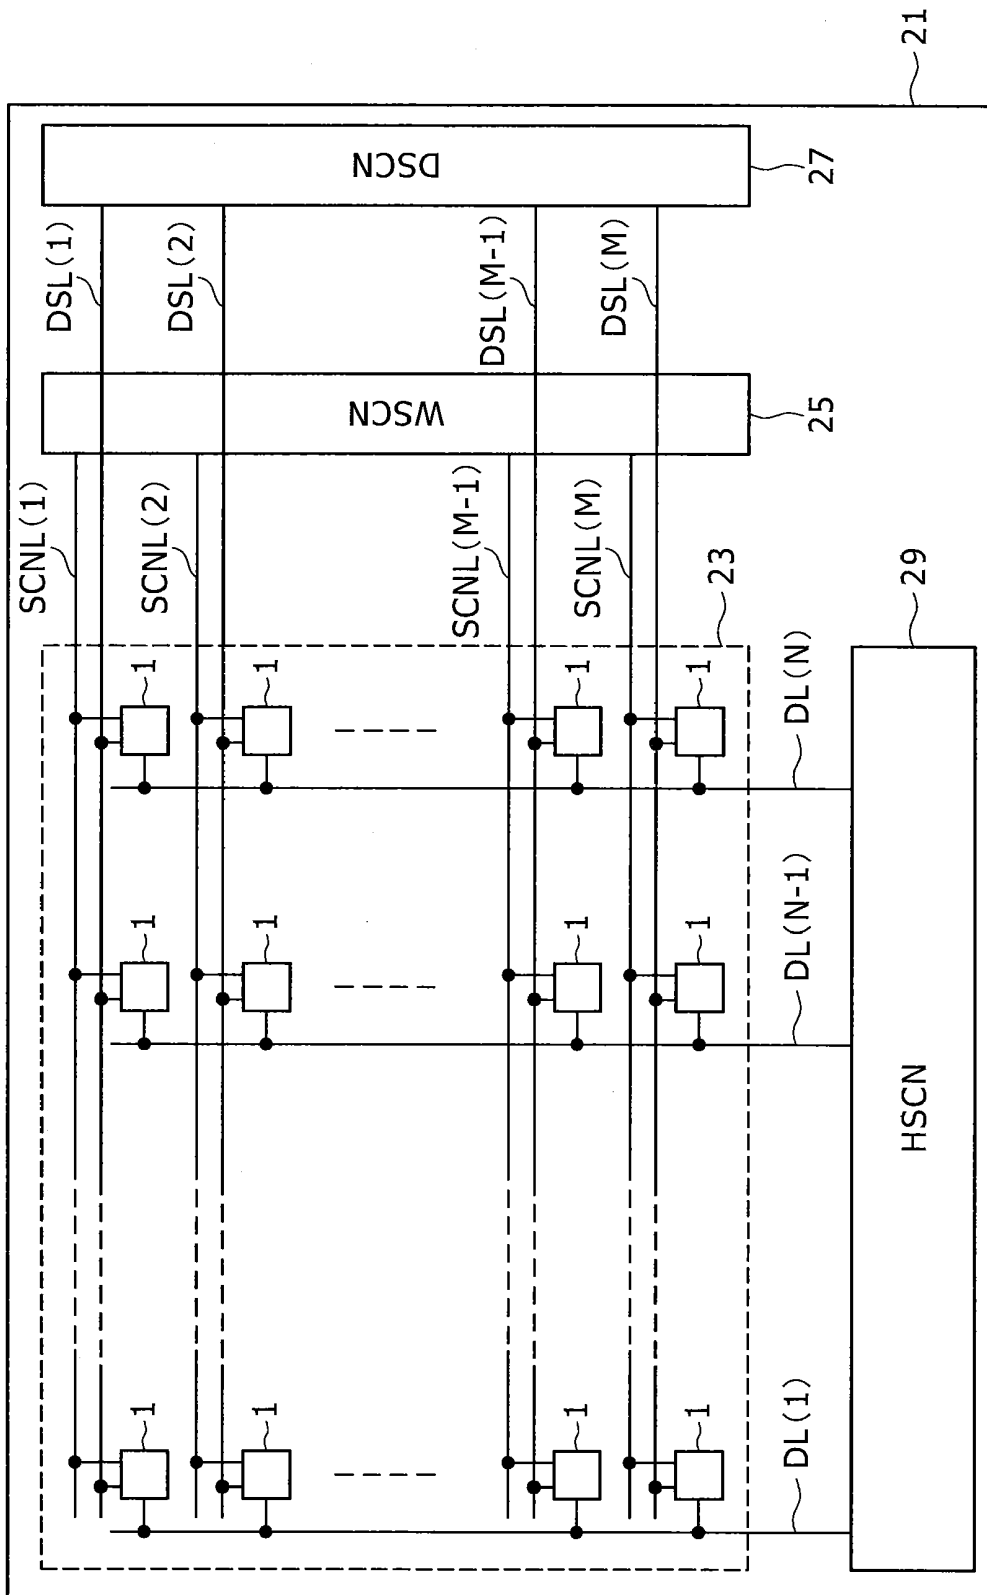 21
DSCN
27
DSL(1)
DSL(2)
DSL(M-1)
DSL(M)
WSCN
25
SCNL(1)
SCNL(2)
SCNL(M-1)
SCNL(M)
23
29
1
1
1
1
DL(N)
1
1
1
1
DL(N-1)
HSCN
1
1
1
1
DL(1)